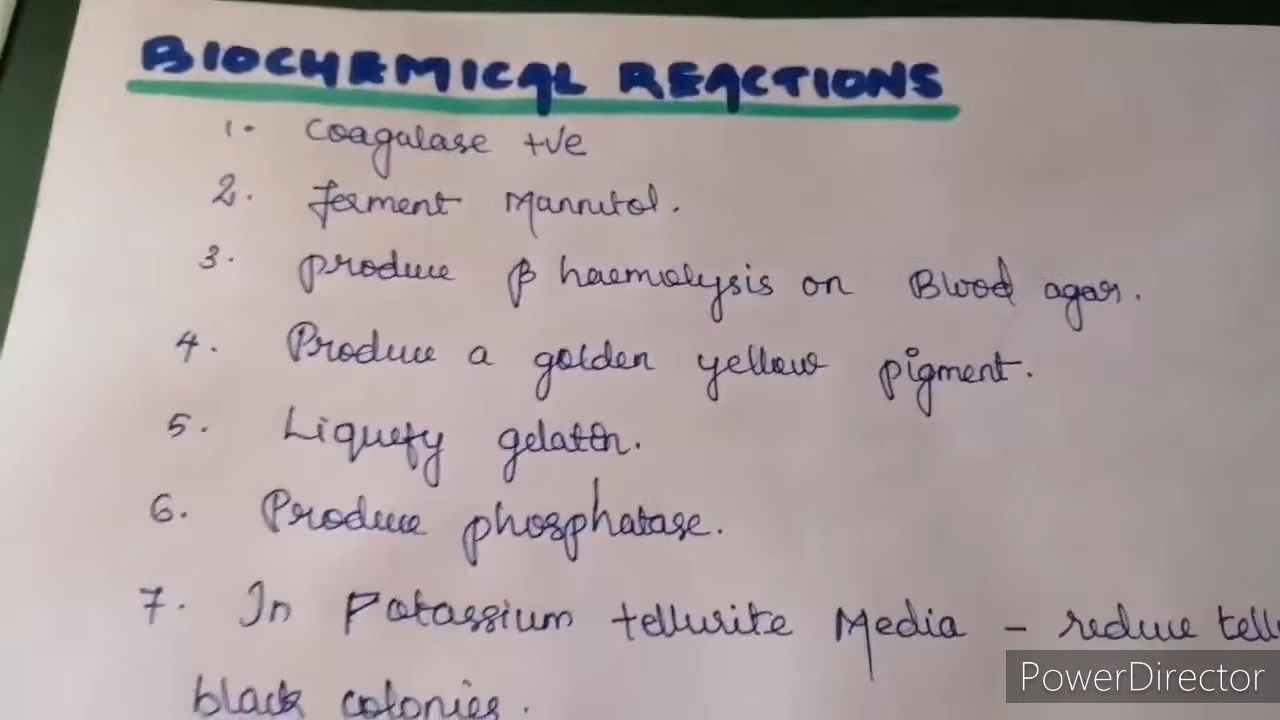 BIOCHEMICAL REACTIONS
1. Coagulase +ve
2. ferment Mannitol.
3. produce β haemolysis on Blood agar.
4. Produce a golden yellow pigment.
5. Liquefy gelatin.
6. Produce phosphatase.
7. In Potassium tellurite Media - reduce tell
black colonies.
PowerDirector